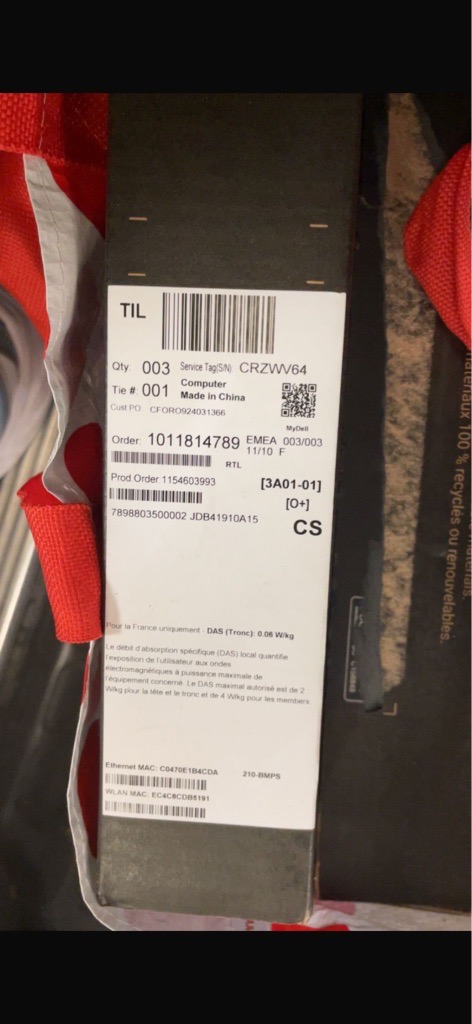 TIL
Qty: 003 Service Tag(S/N) CRZWV64
Tie #: 001 Computer
Made in China
Cust PO CFORO924031366
MyDell
Order: 1011814789 EMEA 003/003
11/10 F
RTL
Prod Order 1154603993 [3A01-01]
[O+]
7898803500002 JDB41910A15
CS
Pour la France uniquement : DAS (Tronc): 0.06 W/kg
Le débit d'absorption spécifique (DAS) local quantifie
l'exposition de l'utilisateur aux ondes
électromagnétiques à puissance maximale de
l'équipement concerné. Le DAS maximal autorisé est de 2
W/kg pour la tête et le tronc et de 4 W/kg pour les members.
Ethernet MAC: C0470E1B4CDA 210-BMPS
WLAN MAC: EC4C8CDB5191
100 % recyclés ou renouvelables.